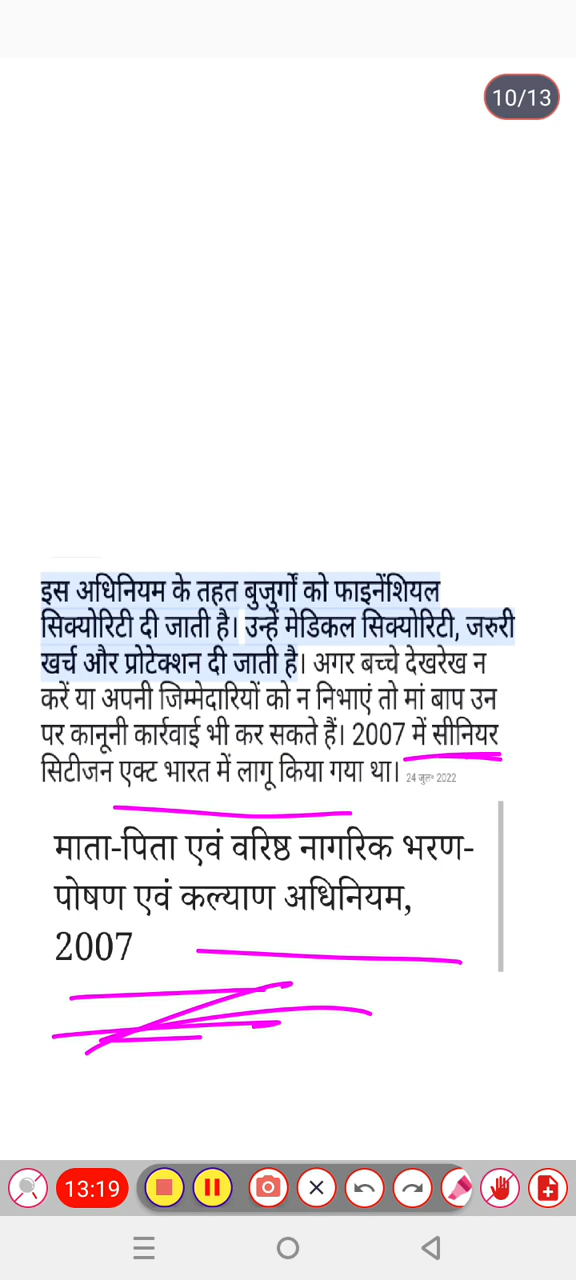 10/13
इस अधिनियम के तहत बुजुर्गों को फाइनेंशियल
सिक्योरिटी दी जाती है। उन्हें मेडिकल सिक्योरिटी, जरुरी
खर्च और प्रोटेक्शन दी जाती है। अगर बच्चे देखरेख न
करें या अपनी जिम्मेदारियों को न निभाएं तो मां बाप उन
पर कानूनी कार्रवाई भी कर सकते हैं। 2007 में सीनियर
सिटीजन एक्ट भारत में लागू किया गया था। 24 जुल॰ 2022
माता-पिता एवं वरिष्ठ नागरिक भरण-
पोषण एवं कल्याण अधिनियम,
2007
13:19